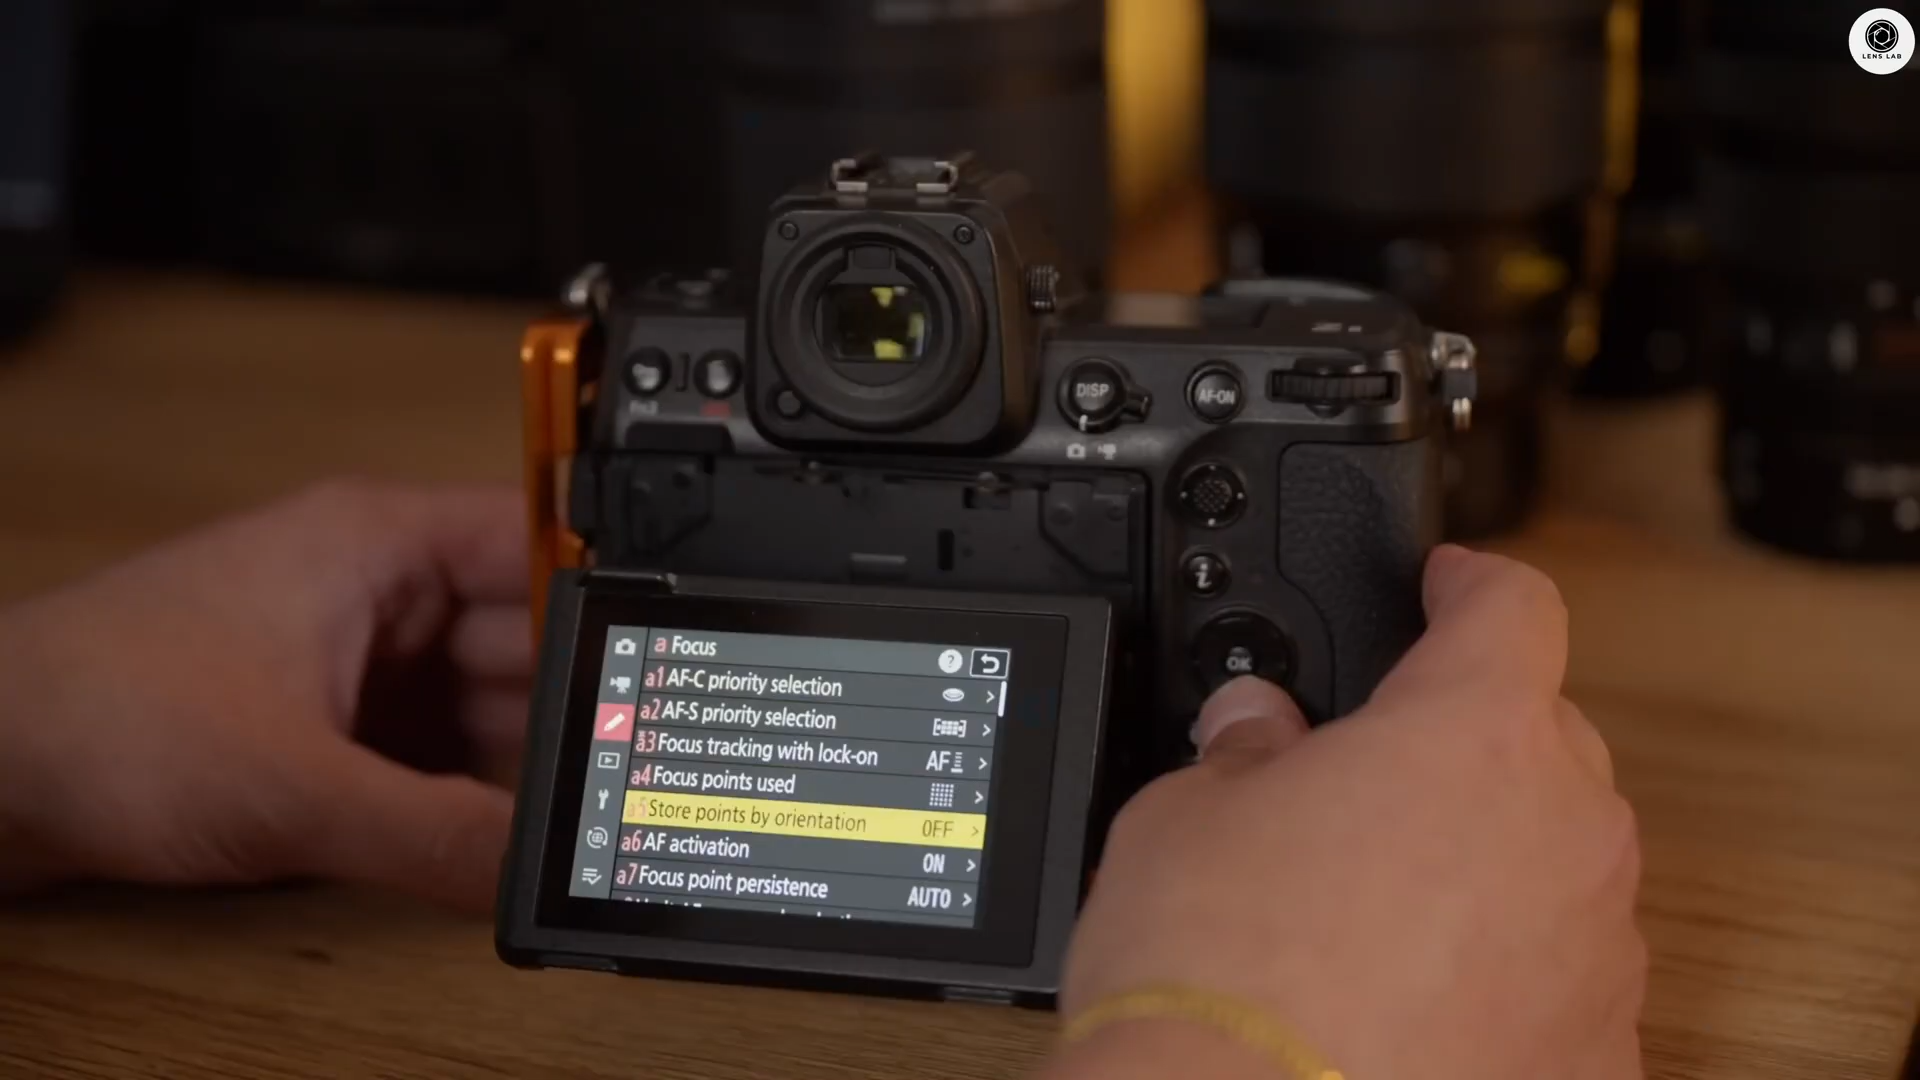 LENS LAB
DISP
AF-ON
Fn3
i
OK
a Focus
?
a1 AF-C priority selection
a2 AF-S priority selection
a3 Focus tracking with lock-on AF
a4 Focus points used
a5 Store points by orientation OFF
a6 AF activation ON
a7 Focus point persistence AUTO